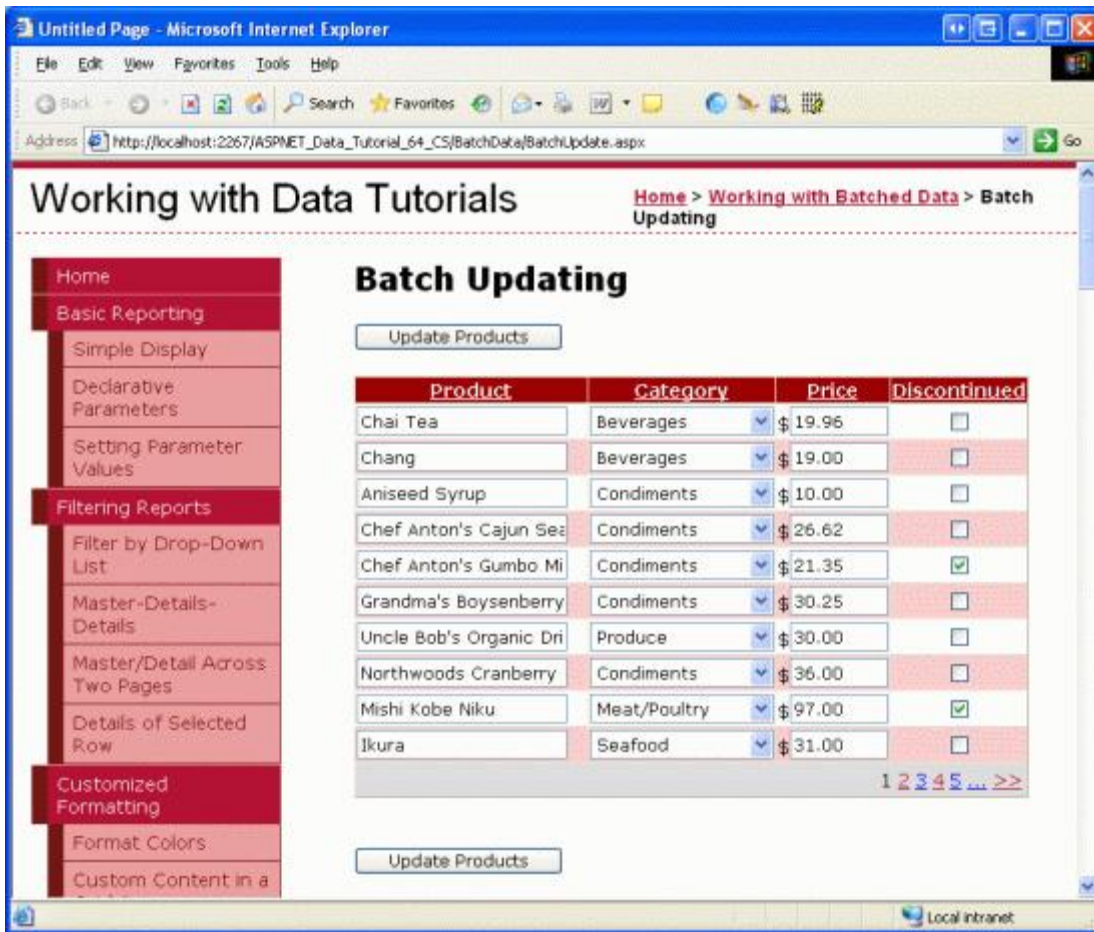 Untitled Page - Microsoft Internet Explorer
File Edit View Favorites Tools Help
Back Search Favorites
Address http://localhost:2267/ASPNET_Data_Tutorial_64_CS/BatchData/BatchUpdate.aspx Go
Working with Data Tutorials
Home > Working with Batched Data > Batch
Updating
Home
Basic Reporting
Simple Display
Declarative
Parameters
Setting Parameter
Values
Filtering Reports
Filter by Drop-Down
List
Master-Details-
Details
Master/Detail Across
Two Pages
Details of Selected
Row
Customized
Formatting
Format Colors
Custom Content in a
Batch Updating
Update Products
Product Category Price Discontinued
Chai Tea Beverages $ 19.96
Chang Beverages $ 19.00
Aniseed Syrup Condiments $ 10.00
Chef Anton's Cajun Sea Condiments $ 26.62
Chef Anton's Gumbo Mi Condiments $ 21.35
Grandma's Boysenberry Condiments $ 30.25
Uncle Bob's Organic Dri Produce $ 30.00
Northwoods Cranberry Condiments $ 36.00
Mishi Kobe Niku Meat/Poultry $ 97.00
Ikura Seafood $ 31.00
1 2 3 4 5 ... >>
Update Products
Local intranet